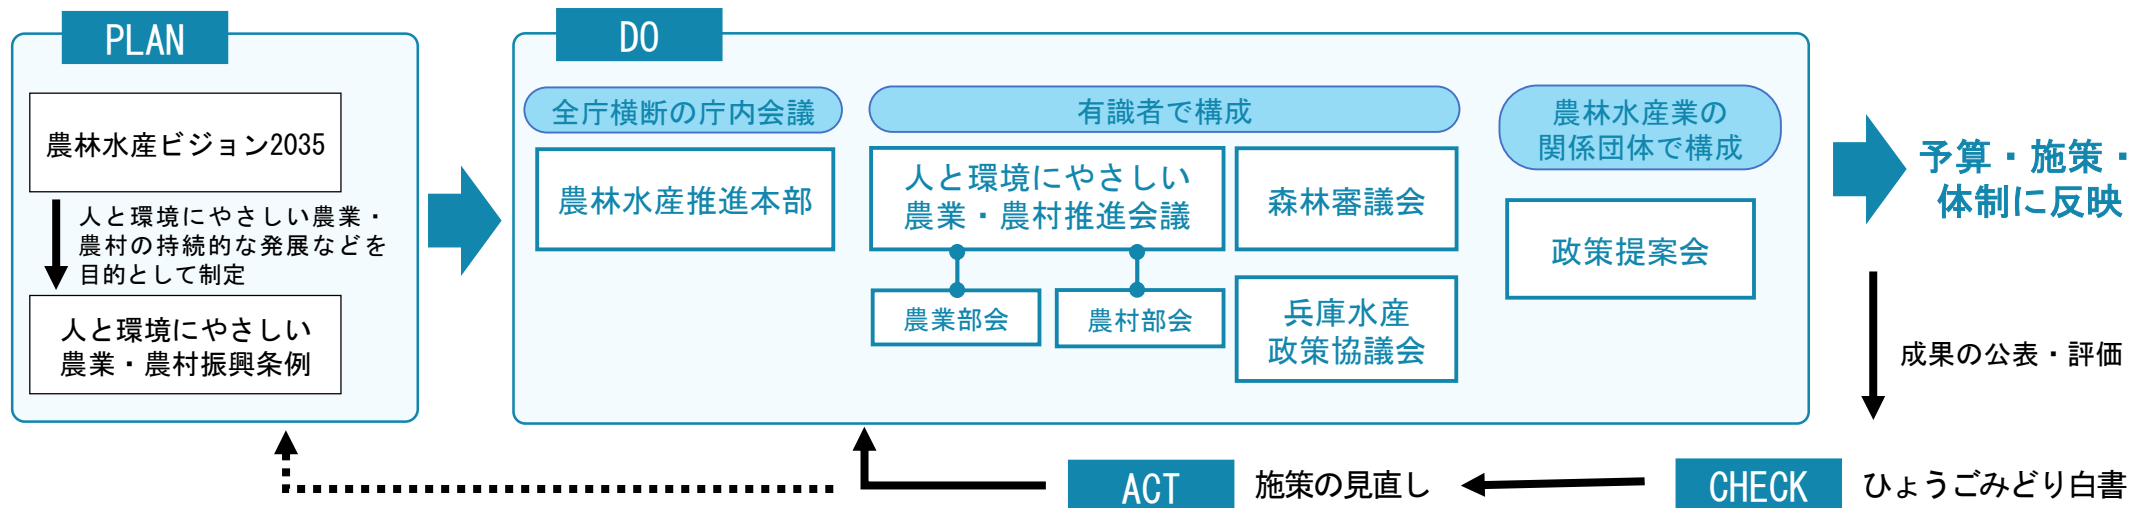 PLAN
農林水産ビジョン2035
人と環境にやさしい農業・
農村の持続的な発展などを
目的として制定
人と環境にやさしい
農業・農村振興条例
DO
全庁横断の庁内会議
農林水産推進本部
有識者で構成
人と環境にやさしい
農業・農村推進会議
農業部会
農村部会
森林審議会
兵庫水産
政策協議会
農林水産業の
関係団体で構成
政策提案会
予算・施策・
体制に反映
成果の公表・評価
CHECK
ひょうごみどり白書
ACT
施策の見直し